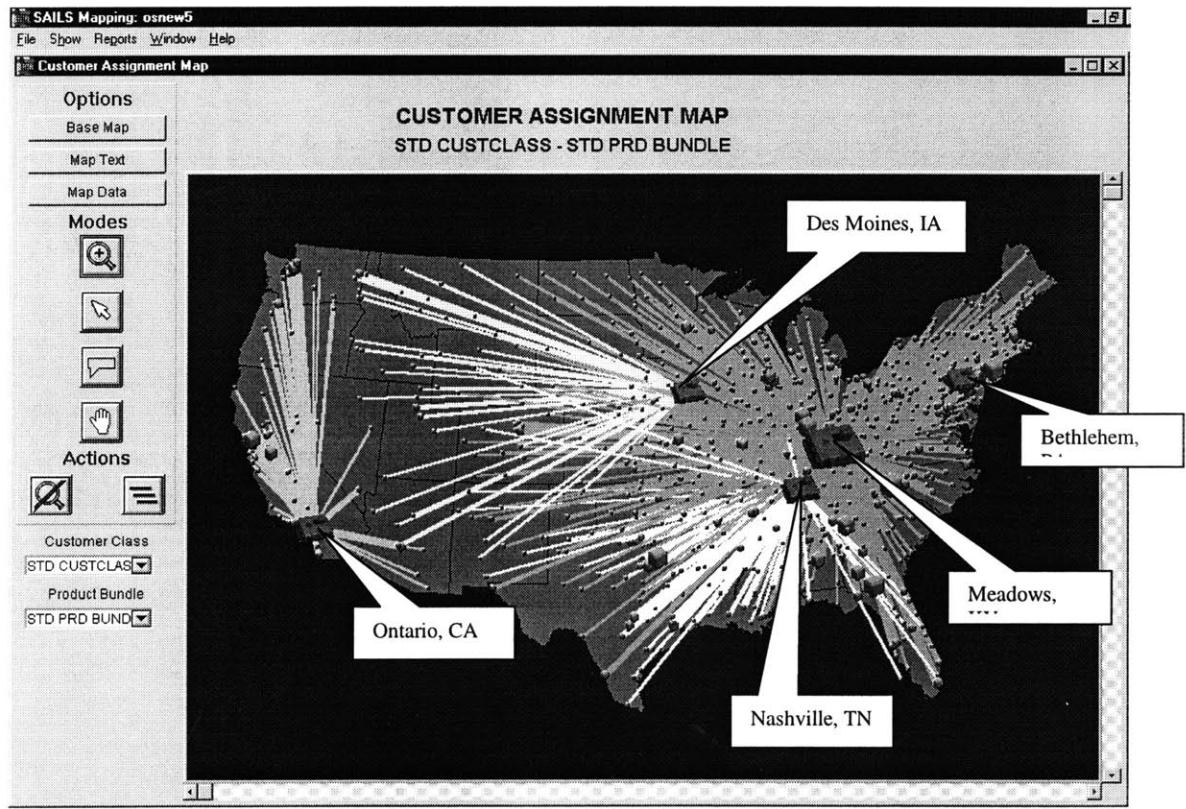 SAILS Mapping: osnew5
File Show Reports Window Help
Customer Assignment Map
Options
Base Map
Map Text
Map Data
Modes
Actions
Customer Class
STD CUSTCLAS
Product Bundle
STD PRD BUND
CUSTOMER ASSIGNMENT MAP
STD CUSTCLASS - STD PRD BUNDLE
Des Moines, IA
Bethlehem,
Meadows,
Ontario, CA
Nashville, TN